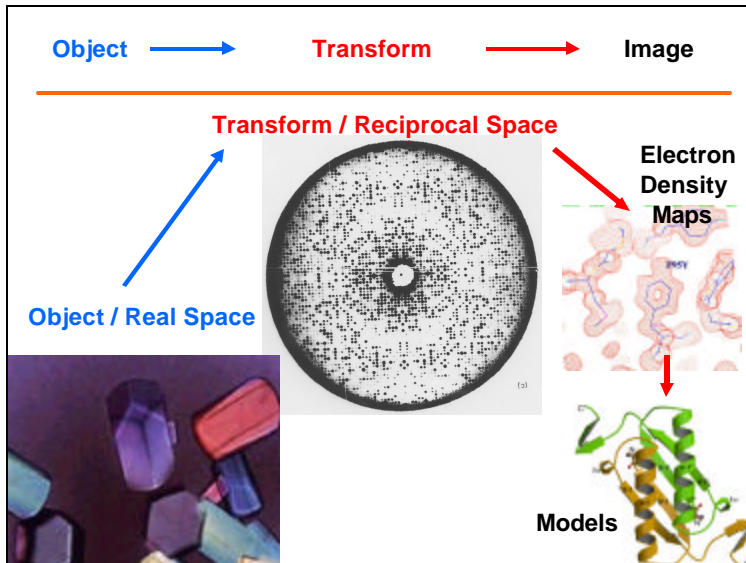 Object Transform Image
Transform / Reciprocal Space
Electron
Density
Maps
Object / Real Space
Models